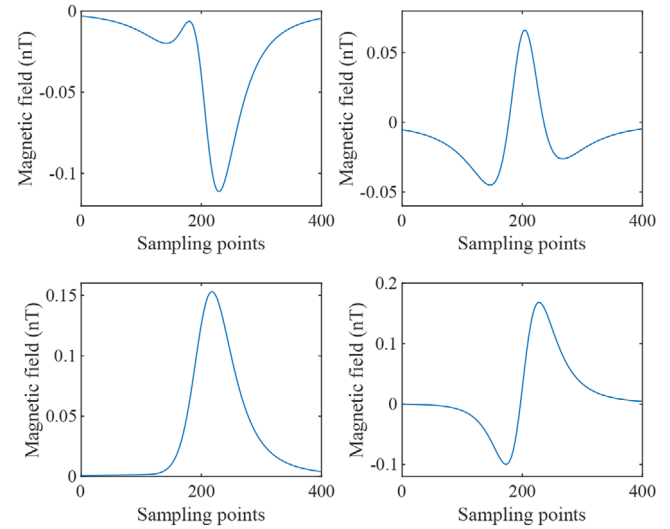 0
-0.05
-0.1
Magnetic field (nT)
0 200 400
Sampling points
0.05
0
-0.05
Magnetic field (nT)
0 200 400
Sampling points
0.15
0.1
0.05
0
Magnetic field (nT)
0 200 400
Sampling points
0.2
0.1
0
-0.1
Magnetic field (nT)
0 200 400
Sampling points